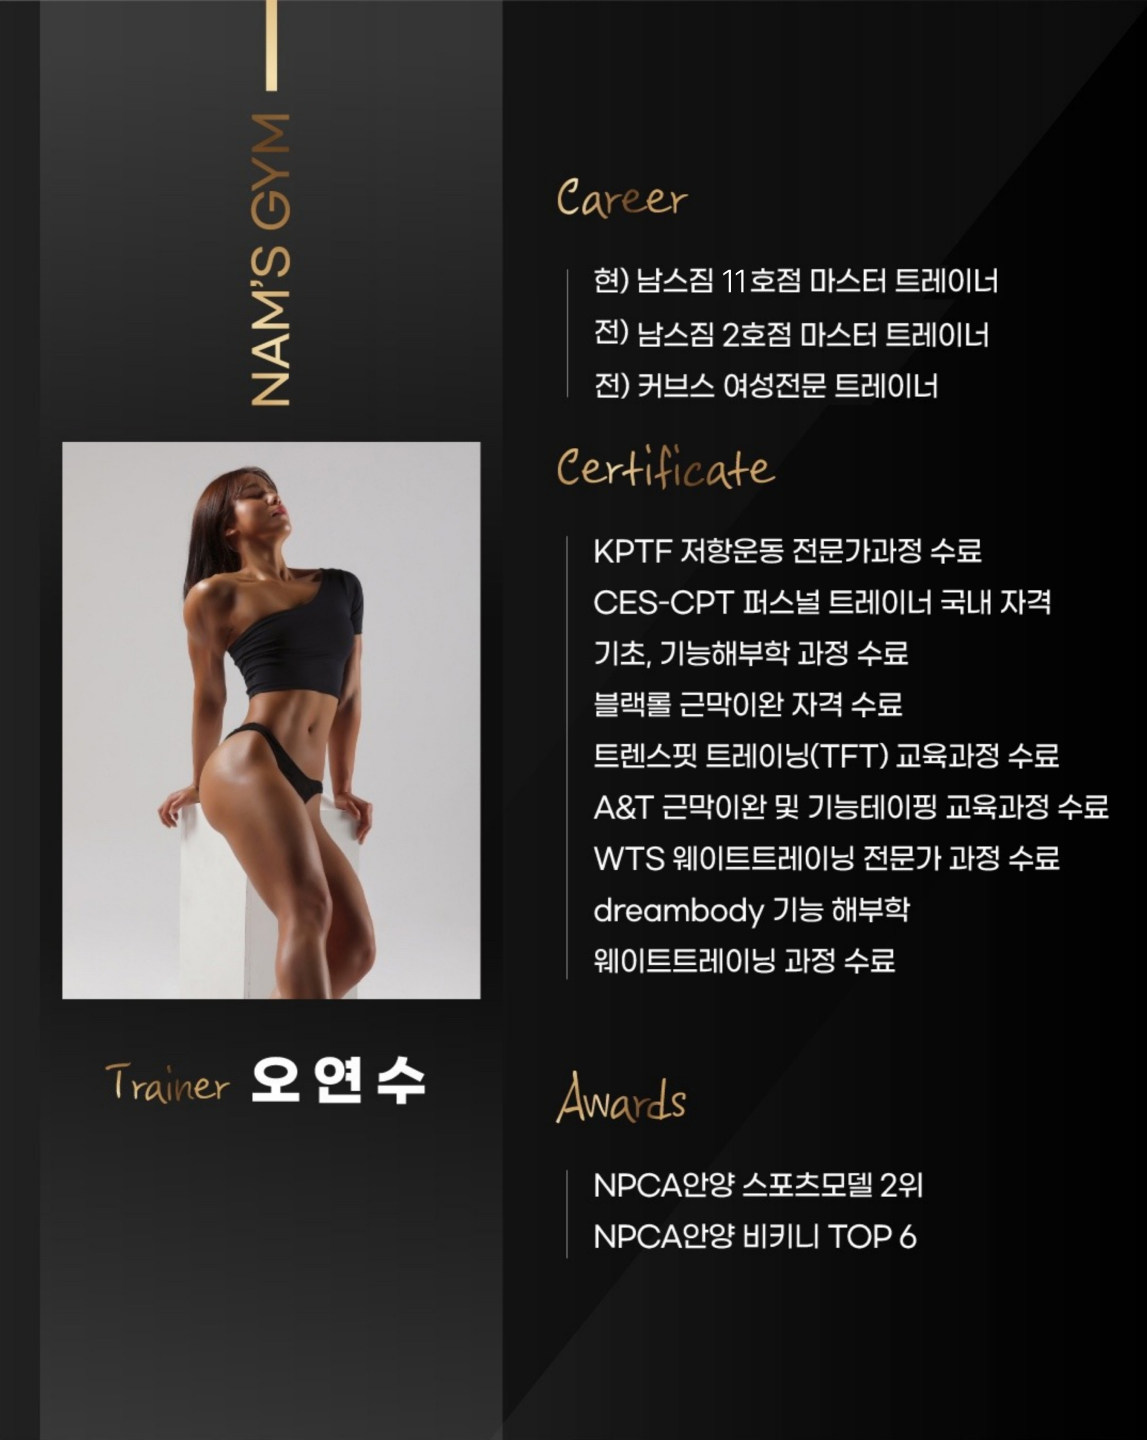 NAM'S GYM
Career
현) 남스짐 11호점 마스터 트레이너
전) 남스짐 2호점 마스터 트레이너
전) 커브스 여성전문 트레이너
Certificate
KPTF 저항운동 전문가과정 수료
CES-CPT 퍼스널 트레이너 국내 자격
기초, 기능해부학 과정 수료
블랙롤 근막이완 자격 수료
트렌스핏 트레이닝(TFT) 교육과정 수료
A&T 근막이완 및 기능테이핑 교육과정 수료
WTS 웨이트트레이닝 전문가 과정 수료
dreambody 기능 해부학
웨이트트레이닝 과정 수료
Trainer 오연수
Awards
NPCA안양 스포츠모델 2위
NPCA안양 비키니 TOP 6